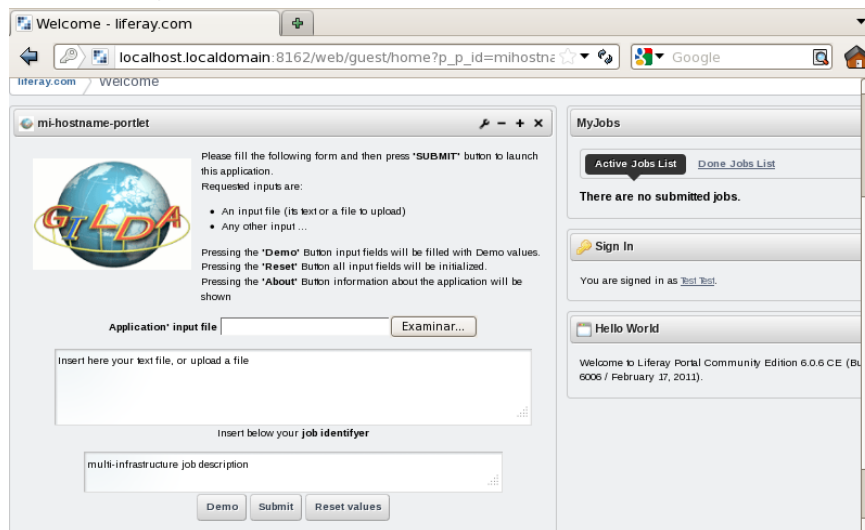 Welcome - liferay.com
localhost.localdomain:8162/web/guest/home?p_p_id=mihostna
Google
liferay.com
Welcome
mi-hostname-portlet
GILDA
Please fill the following form and then press 'SUBMIT' button to launch
this application.
Requested inputs are:
• An input file (its text or a file to upload)
• Any other input ...
Pressing the 'Demo' Button input fields will be filled with Demo values.
Pressing the 'Reset' Button all input fields will be initialized.
Pressing the 'About' Button information about the application will be
shown
Application' input file
Examinar...
Insert here your text file, or upload a file
Insert below your job identifyer
multi-infrastructure job description
Demo
Submit
Reset values
MyJobs
Active Jobs List
Done Jobs List
There are no submitted jobs.
Sign In
You are signed in as Test Test.
Hello World
Welcome to Liferay Portal Community Edition 6.0.6 CE (Bu
6006 / February 17, 2011).